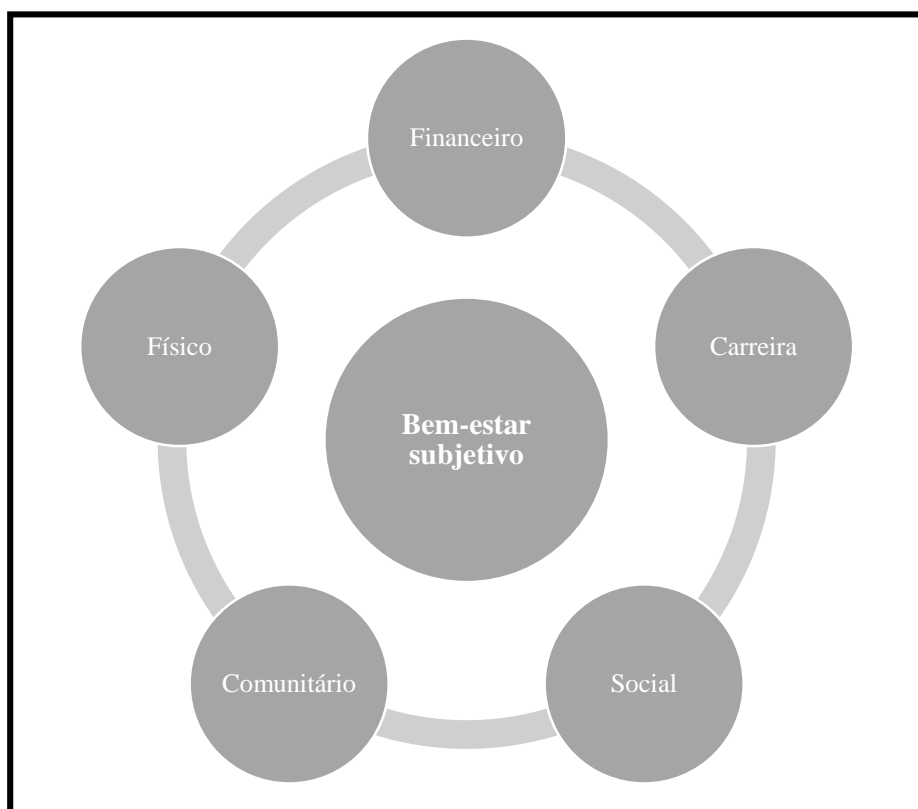 Financeiro
Físico
Carreira
Bem-estar
subjetivo
Comunitário
Social